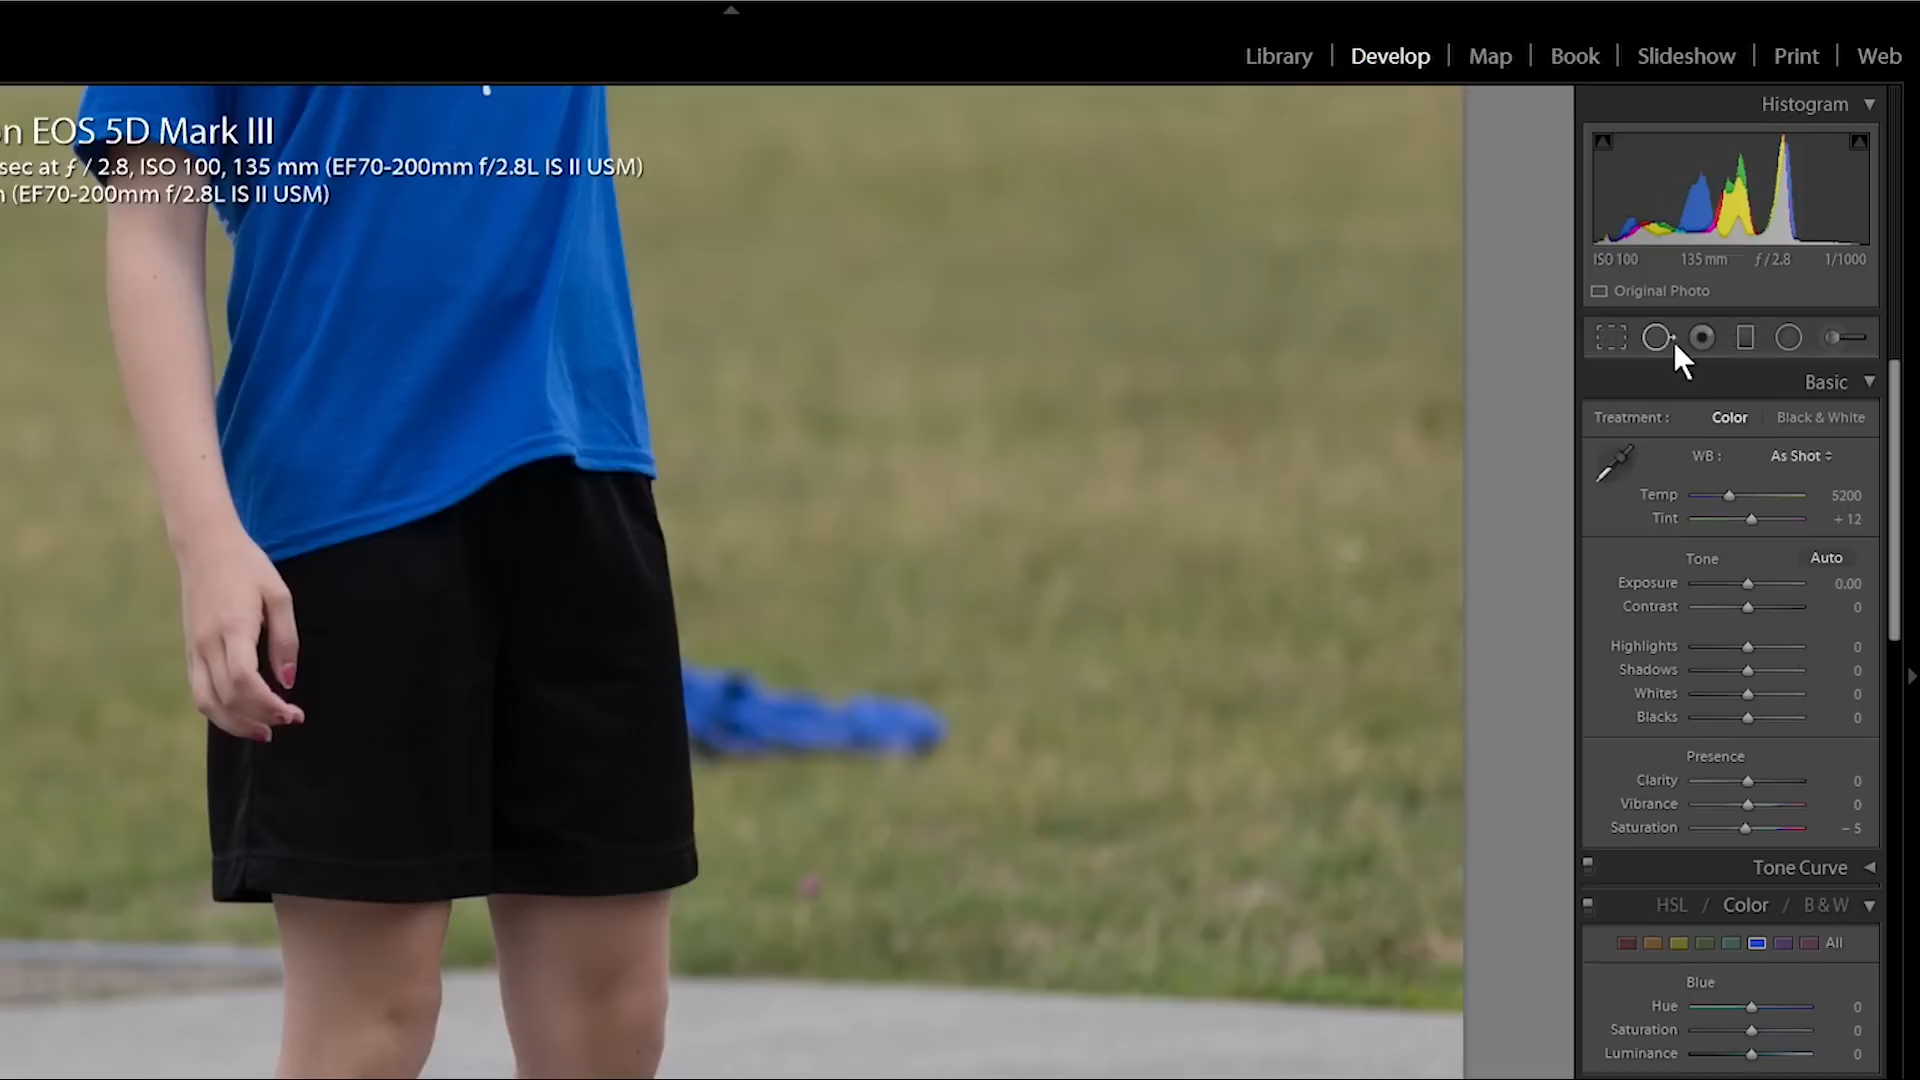 Library | Develop | Map | Book | Slideshow | Print | Web
n EOS 5D Mark III
sec at ƒ / 2.8, ISO 100, 135 mm (EF70-200mm f/2.8L IS II USM)
(EF70-200mm f/2.8L IS II USM)
Histogram
ISO 100 135 mm ƒ / 2.8 1/1000
Original Photo
Basic
Treatment : Color Black & White
WB : As Shot
Temp 5200
Tint + 12
Tone Auto
Exposure 0.00
Contrast 0
Highlights 0
Shadows 0
Whites 0
Blacks 0
Presence
Clarity 0
Vibrance 0
Saturation – 5
Tone Curve
HSL / Color / B & W
All
Blue
Hue 0
Saturation 0
Luminance 0